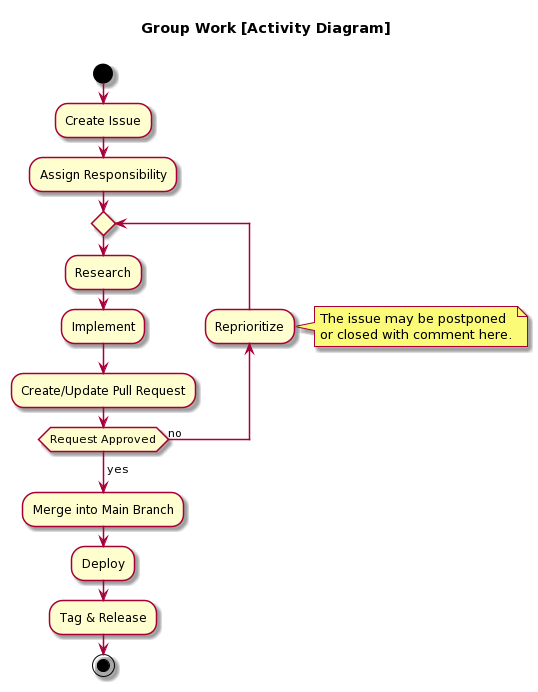 Group Work [Activity Diagram]
Create Issue
Assign Responsibility
Research
Implement
Reprioritize
The issue may be postponed
or closed with comment here.
Create/Update Pull Request
Request Approved
no
yes
Merge into Main Branch
Deploy
Tag & Release